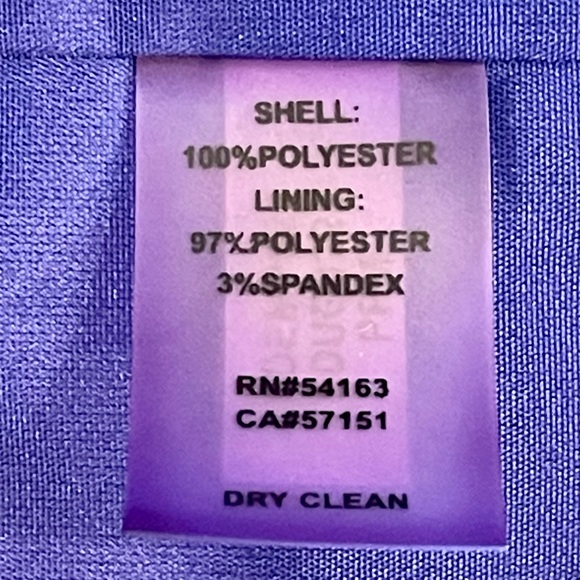 SHELL:
100%POLYESTER
LINING:
97%POLYESTER
3%SPANDEX
RN#54163
CA#57151
DRY CLEAN